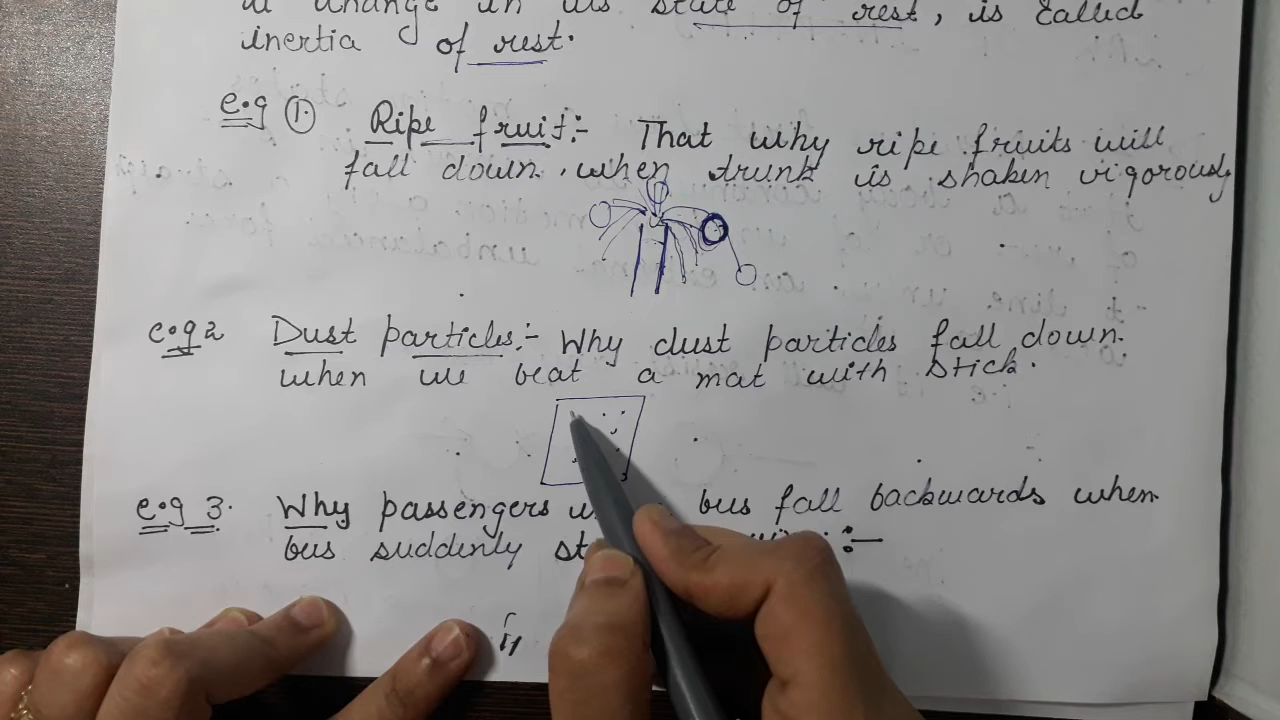 change in its state of rest, is called
inertia of rest.
e.g 1. Ripe fruit:- That why ripe fruits will
fall down. when trunk is shaken vigorously
e.g 2 Dust particles:- Why dust particles fall down.
when we beat a mat with stick.
e.g 3. Why passengers bus fall backwards when
bus suddenly :-